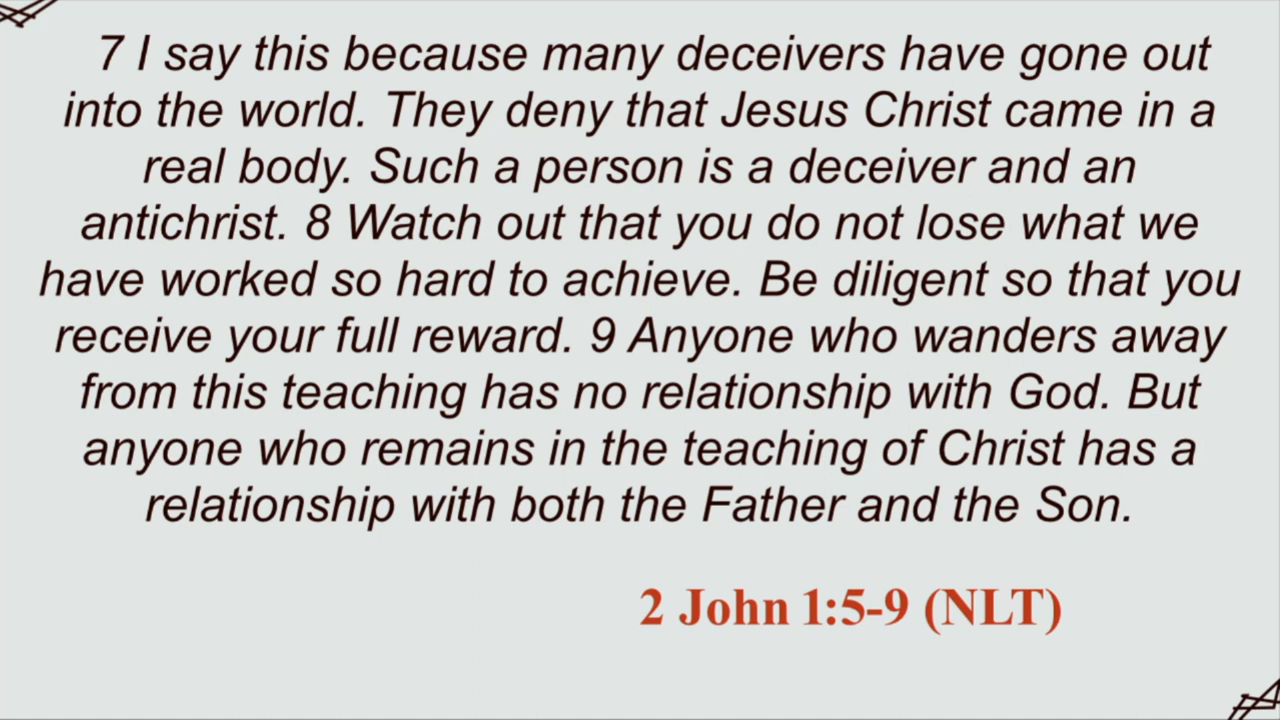 7 I say this because many deceivers have gone out
into the world. They deny that Jesus Christ came in a
real body. Such a person is a deceiver and an
antichrist. 8 Watch out that you do not lose what we
have worked so hard to achieve. Be diligent so that you
receive your full reward. 9 Anyone who wanders away
from this teaching has no relationship with God. But
anyone who remains in the teaching of Christ has a
relationship with both the Father and the Son.
2 John 1:5-9 (NLT)